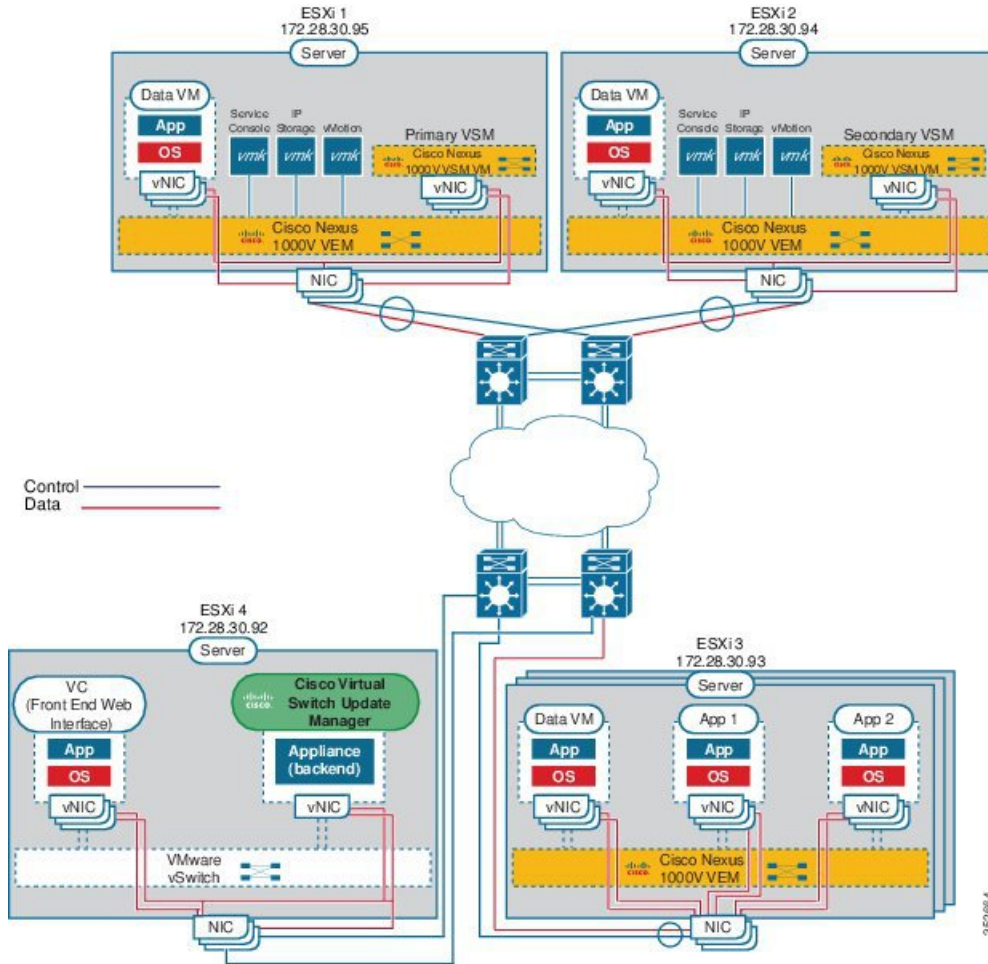 ESXi 1
172.28.30.95
Server
Data VM
App
OS
vNIC
Service
Console
vmk
IP
Storage
vmk
vMotion
vmk
Primary VSM
CISCO
Cisco Nexus
1000V VSM VM
vNIC
CISCO
Cisco Nexus
1000V VEM
NIC
ESXi 2
172.28.30.94
Server
Data VM
App
OS
vNIC
Service
Console
vmk
IP
Storage
vmk
vMotion
vmk
Secondary VSM
CISCO
Cisco Nexus
1000V VSM VM
vNIC
CISCO
Cisco Nexus
1000V VEM
NIC
Control
Data
ESXi 4
172.28.30.92
Server
VC
(Front End Web
Interface)
App
OS
vNIC
CISCO.
Cisco Virtual
Switch Update
Manager
Appliance
(backend)
vNIC
VMware
vSwitch
NIC
ESXi 3
172.28.30.93
Server
Data VM
App
OS
vNIC
App 1
App
OS
vNIC
App 2
App
OS
vNIC
CISCO
Cisco Nexus
1000V VEM
NIC